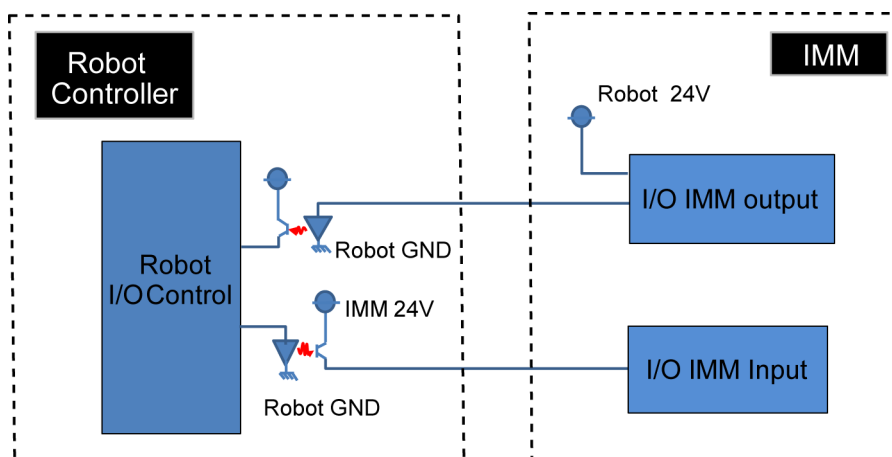 Robot
Controller
IMM
Robot 24V
I/O IMM output
Robot GND
Robot
I/O Control
IMM 24V
I/O IMM Input
Robot GND